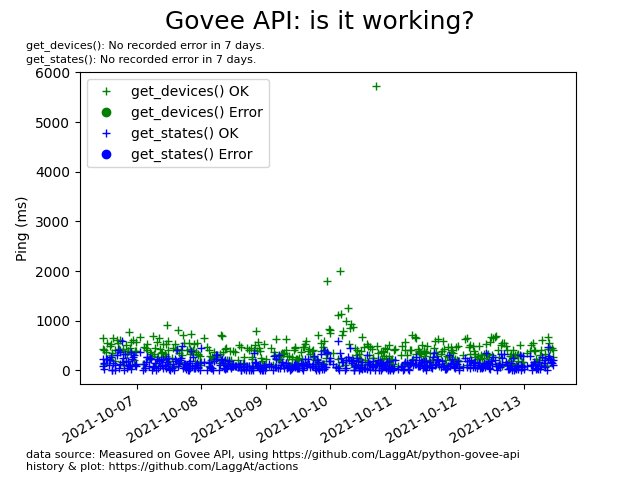 Govee API: is it working?
get_devices(): No recorded error in 7 days.
get_states(): No recorded error in 7 days.
get_devices() OK
get_devices() Error
get_states() OK
get_states() Error
Ping (ms)
6000
5000
4000
3000
2000
1000
0
2021-10-07
2021-10-08
2021-10-09
2021-10-10
2021-10-11
2021-10-12
2021-10-13
data source: Measured on Govee API, using https://github.com/LaggAt/python-govee-api
history & plot: https://github.com/LaggAt/actions